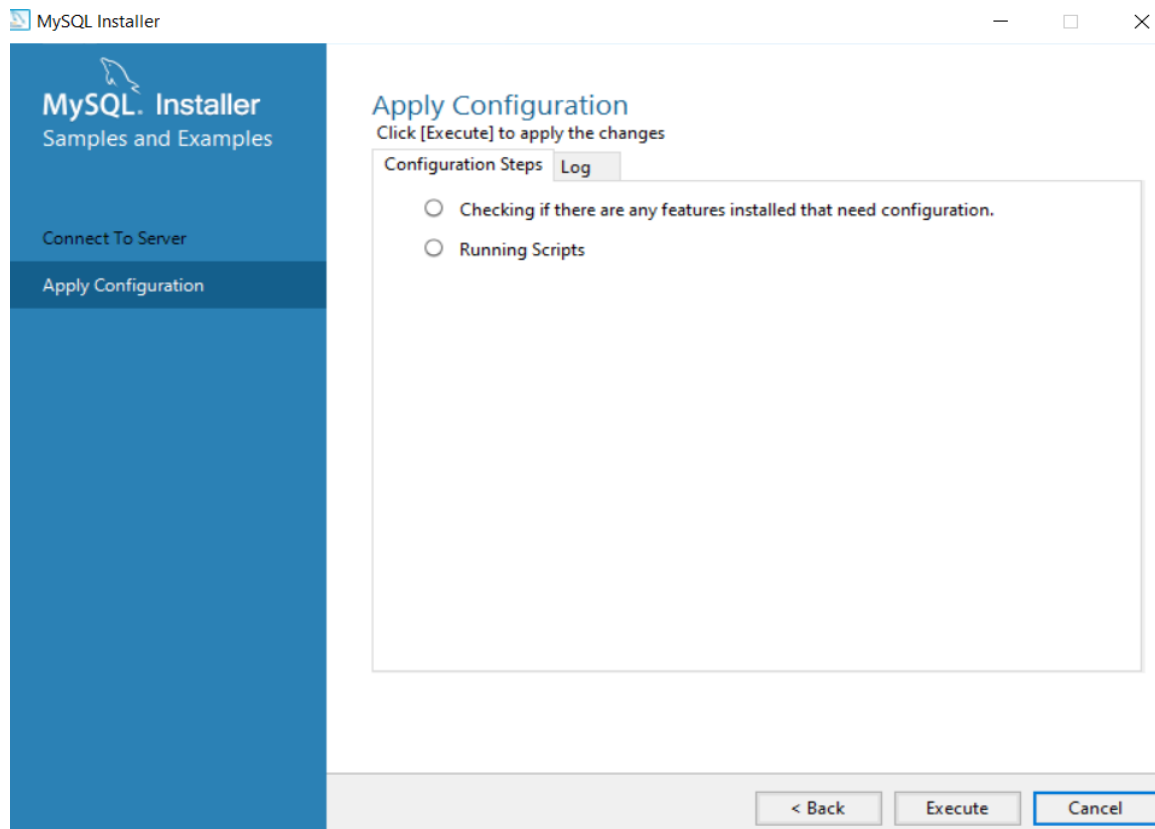 MySQL Installer
MySQL. Installer
Samples and Examples
Connect To Server
Apply Configuration
Apply Configuration
Click [Execute] to apply the changes
Configuration Steps Log
Checking if there are any features installed that need configuration.
Running Scripts
< Back Execute Cancel